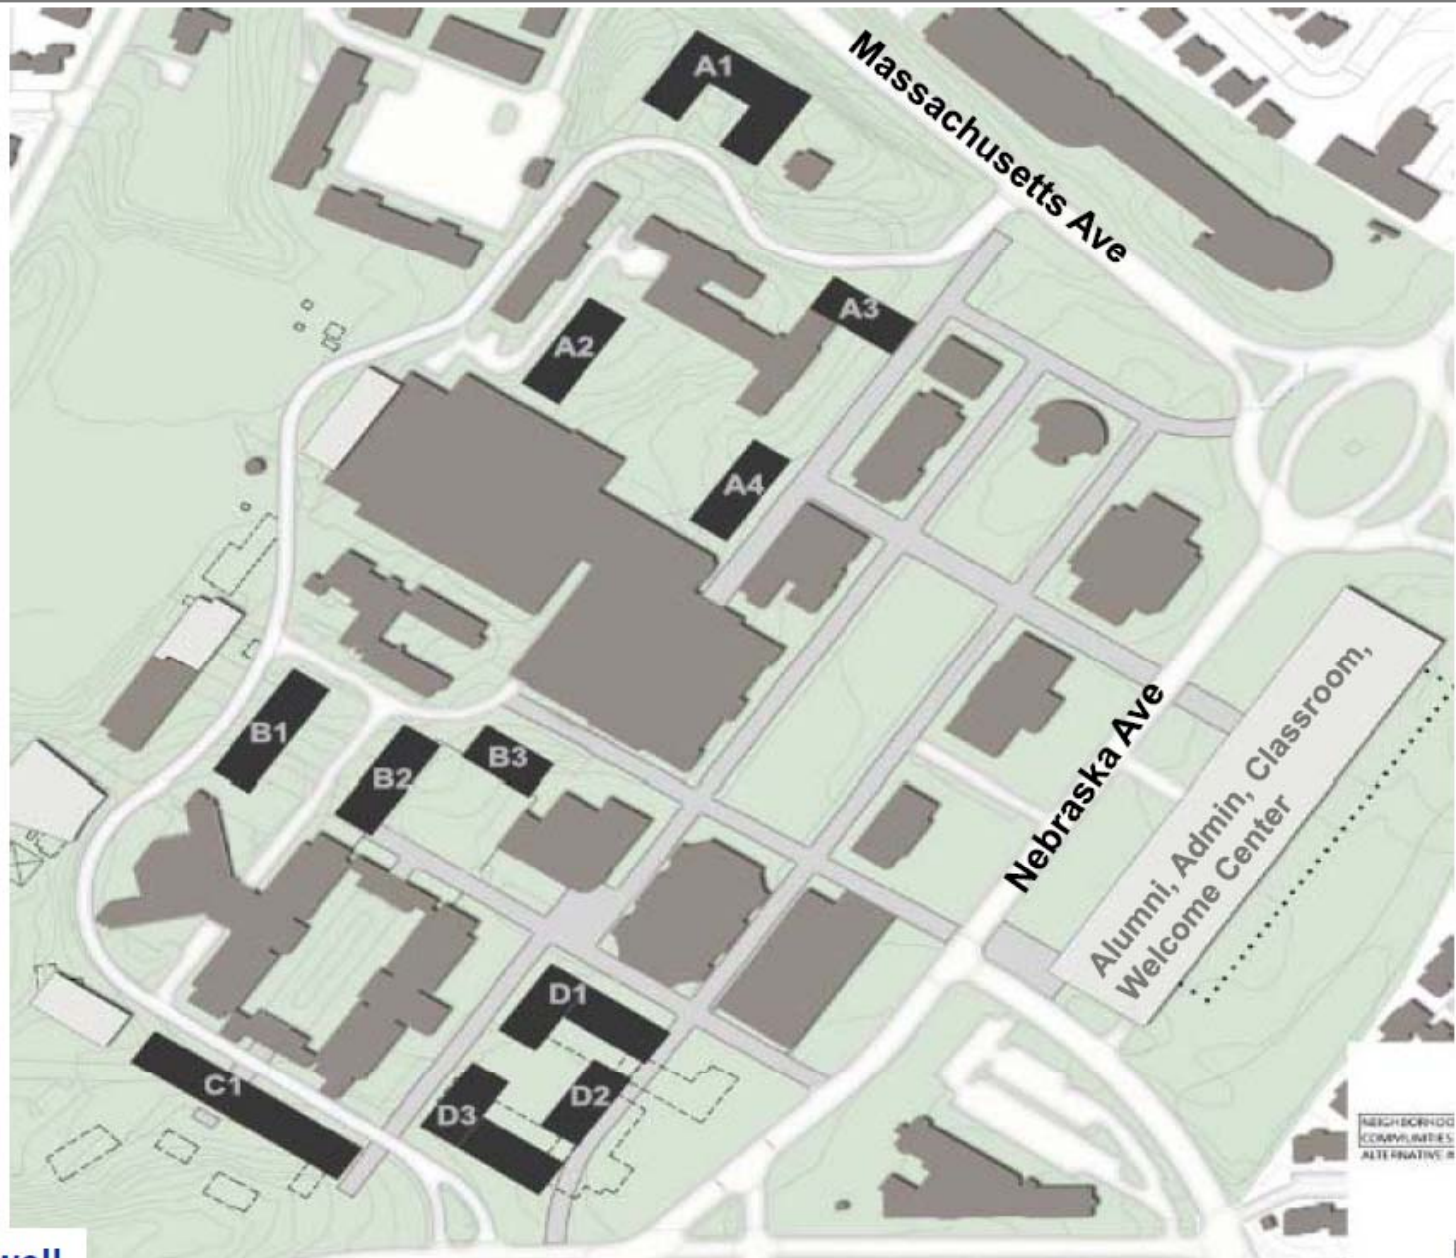 A1
Massachusetts Ave
A3
A2
A4
B1
B3
B2
Nebraska Ave
Alumni, Admin, Classroom,
Welcome Center
D1
C1
D2
D3
COMMUNITIES